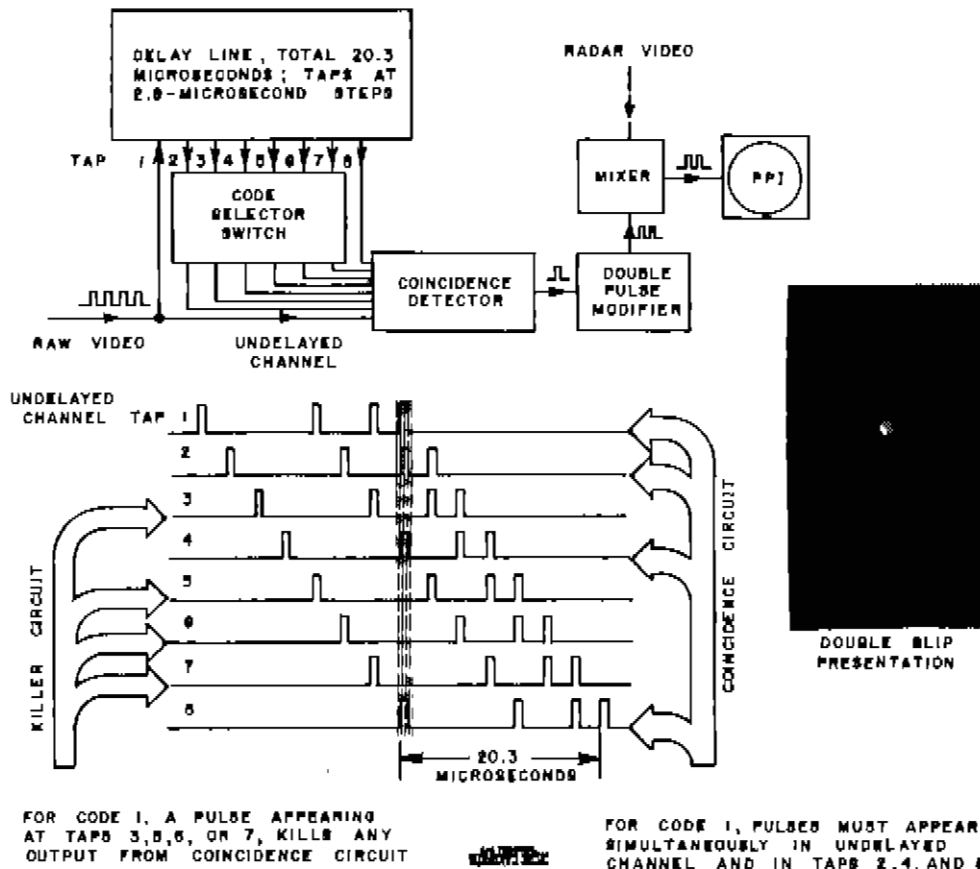 DELAY LINE, TOTAL 20.3
MICROSECONDS; TAPS AT
2.9-MICROSECOND STEPS
RADAR VIDEO
TAP 1 2 3 4 5 6 7 8
CODE
SELECTOR
SWITCH
MIXER
PPI
COINCIDENCE
DETECTOR
DOUBLE
PULSE
MODIFIER
RAW VIDEO
UNDELAYED
CHANNEL
UNDELAYED
CHANNEL TAP 1
2
3
4
5
6
7
8
KILLER CIRCUIT
COINCIDENCE CIRCUIT
20.3
MICROSECONDS
DOUBLE BLIP
PRESENTATION
FOR CODE 1, A PULSE APPEARING
AT TAPS 3,5,6, OR 7, KILLS ANY
OUTPUT FROM COINCIDENCE CIRCUIT
FOR CODE 1, PULSES MUST APPEAR
SIMULTANEOUSLY IN UNDELAYED
CHANNEL AND IN TAPS 2,4, AND